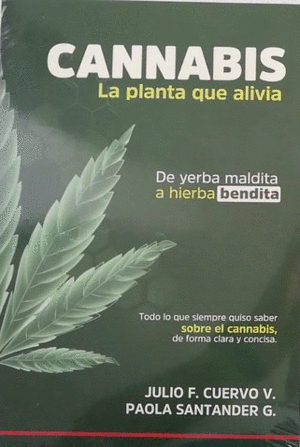 CANNABIS
La planta que alivia
De yerba maldita
a hierba bendita
Todo lo que siempre quiso saber
sobre el cannabis,
de forma clara y concisa.
JULIO F. CUERVO V.
PAOLA SANTANDER G.